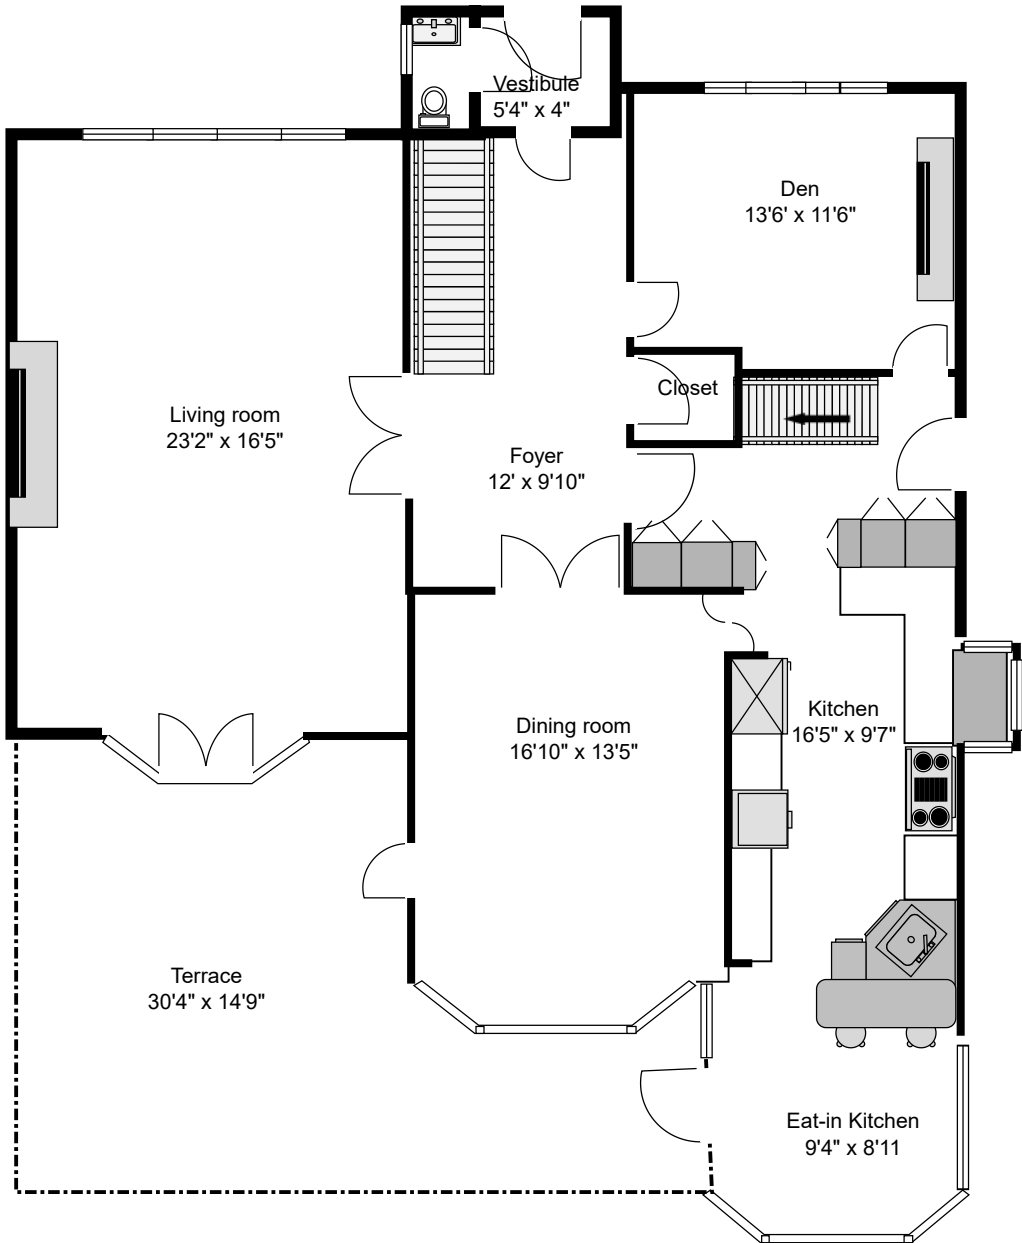 Vestibule
5'4" x 4"
Den
13'6' x 11'6"
Closet
Living room
23'2" x 16'5"
Foyer
12' x 9'10"
Dining room
16'10" x 13'5"
Kitchen
16'5" x 9'7"
Terrace
30'4" x 14'9"
Eat-in Kitchen
9'4" x 8'11